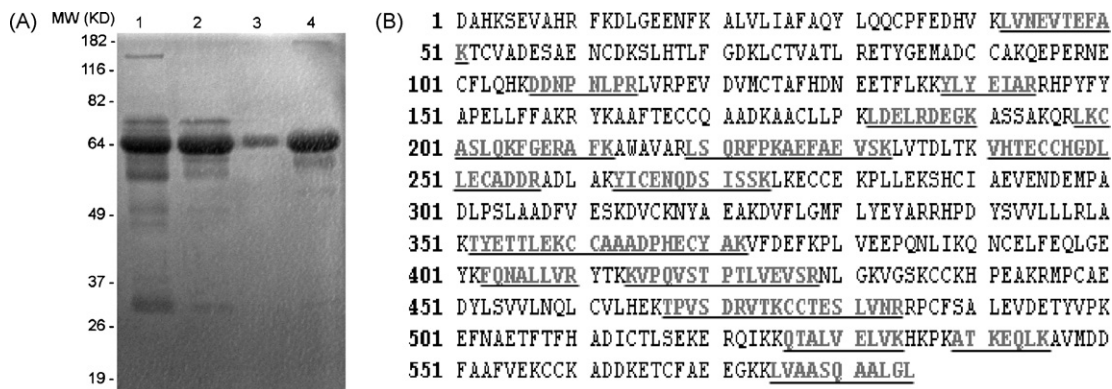 (A)
MW (KD) 1 2 3 4
182 -
116 -
82 -
64 -
49 -
37 -
26 -
19 -
(B)
1 DAHKSEVAHR FKDLGEENFK ALVLIAFAQY LQQCPFEDHV KLVNEVTEFA
51 KTCVADESAE NCDKSLHTLF GDKLCTVATL RETYGEMADC CAKQEPERNE
101 CFLQHKDDNP NLPRLVRPEV DVMCTAFHDN EETFLKKYLY EIARRHPYFY
151 APELLFFAKR YKAAFTECCQ AADKAACLLP KLDELRDEGK ASSAKQRLKC
201 ASLQKFGERA FKAWAVARLS QRFPKAEFAE VSKLVTDLTK VHTECCHGDL
251 LECADDRADL AKYICENQDS ISSKLKECCE KPLLEKSHCI AEVENDEMPA
301 DLPSLAADFV ESKDVCKNYA EAKDVFLGMF LYEYARRHPD YSVVLLLRLA
351 KTYETTLEKC CAAADPHECY AKVFDEFKPL VEEPQNLIKQ NCELFEQLGE
401 YKFQNALLVR YTKKVPQVST PTLVEVSRNL GKVGSKCCKH PEAKRMPCAE
451 DYLSVVLNQL CVLHEKTPVS DRVTKCCTES LVNRRPCFSA LEVDETYVPK
501 EFNAETFTFH ADICTLSEKE RQIKKQTALV ELVKHKPKAT KEQLKAVMDD
551 FAAFVEKCCK ADDKETCFAE EGKKLVAASQ AALGL